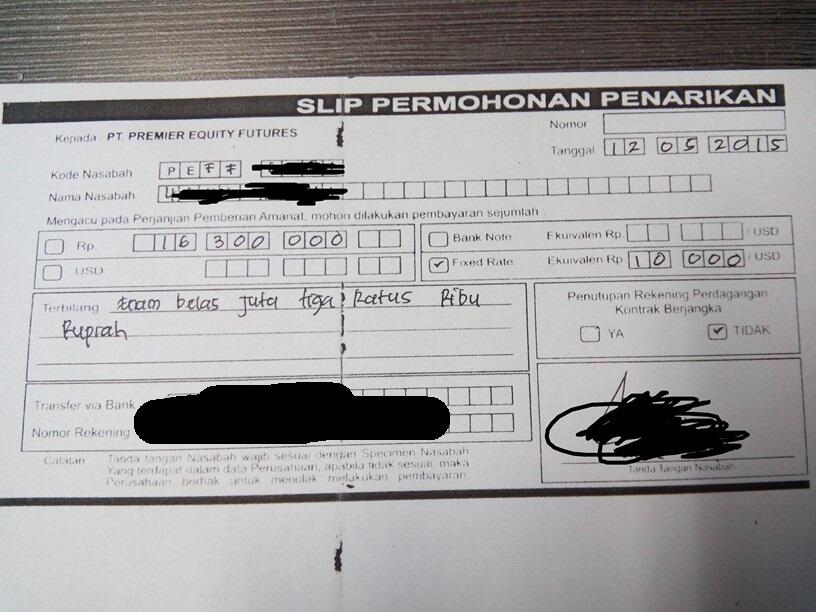 SLIP PERMOHONAN PENARIKAN
Kepada : PT. PREMIER EQUITY FUTURES
Nomor
Tanggal 12 05 2015
Kode Nasabah P E F F
Nama Nasabah
Mengacu pada Perjanjian Pemberian Amanat, mohon dilakukan pembayaran sejumlah :
Rp. 16 300 000
Bank Note Ekuivalen Rp. / USD
USD
Fixed Rate Ekuivalen Rp 10 000 / USD
Terbilang enam belas juta tiga Ratus Ribu
Rupiah
Penutupan Rekening Perdagangan
Kontrak Berjangka
YA TIDAK
Transfer via Bank
Nomor Rekening
Catatan Tanda tangan Nasabah wajib sesuai dengan Specimen Nasabah
Yang terdapat dalam data Perusahaan, apabila tidak sesuai, maka
Perusahaan berhak untuk menolak melakukan pembayaran
Tanda Tangan Nasabah